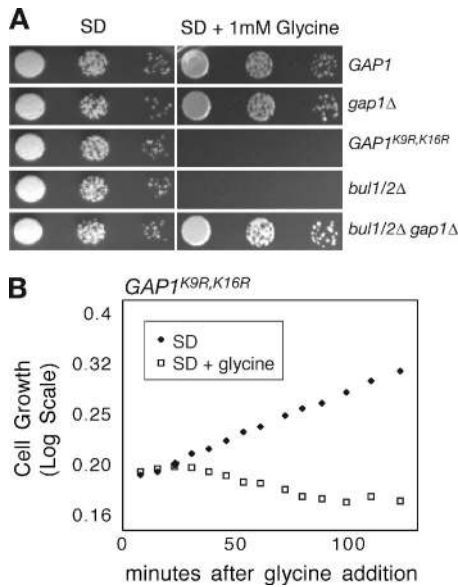 A
SD
SD + 1mM Glycine
GAP1
gap1Δ
GAP1K9R,K16R
bul1/2Δ
bul1/2Δ gap1Δ
B
GAP1K9R,K16R
0.4
0.32
0.25
0.20
0.16
Cell Growth
(Log Scale)
SD
SD + glycine
0
50
100
minutes after glycine addition